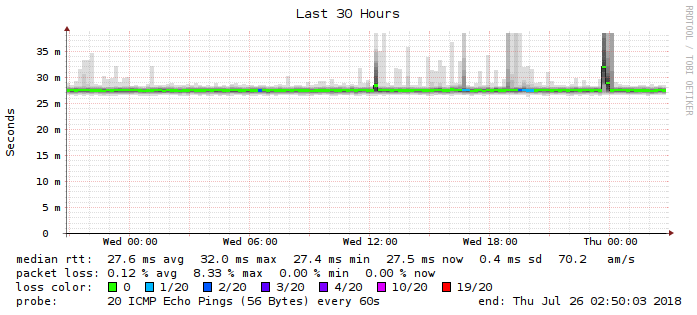 Last 30 Hours
RRDTOOL / TOBI OETIKER
Seconds
35 m
30 m
25 m
20 m
15 m
10 m
5 m
0
Wed 00:00 Wed 06:00 Wed 12:00 Wed 18:00 Thu 00:00
median rtt: 27.6 ms avg 32.0 ms max 27.4 ms min 27.5 ms now 0.4 ms sd 70.2 am/s
packet loss: 0.12 % avg 8.33 % max 0.00 % min 0.00 % now
loss color: 0 1/20 2/20 3/20 4/20 10/20 19/20
probe: 20 ICMP Echo Pings (56 Bytes) every 60s end: Thu Jul 26 02:50:03 2018